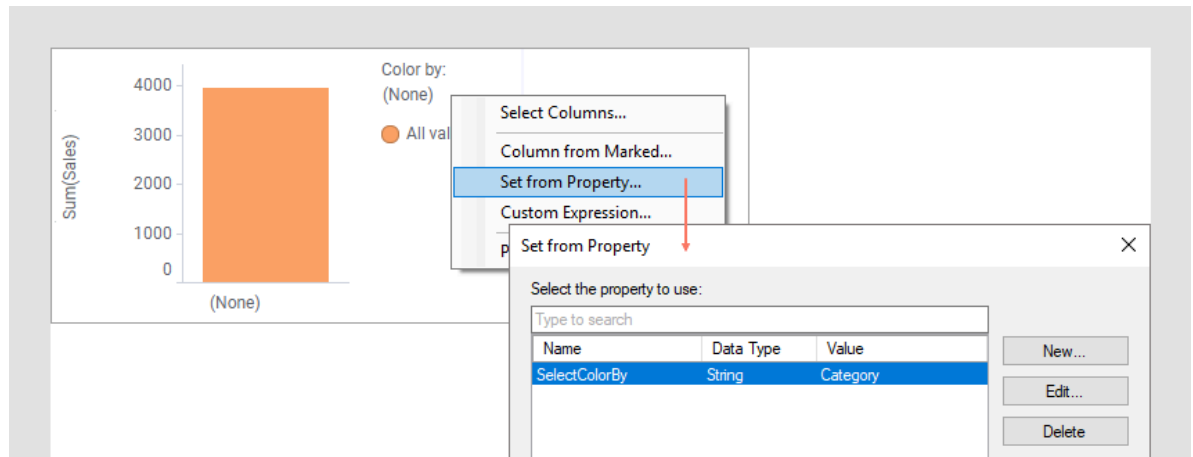 Color by:
(None)
All val
4000
3000
2000
1000
0
Sum(Sales)
(None)
Select Columns...
Column from Marked...
Set from Property...
Custom Expression...
P
Set from Property
Select the property to use:
Type to search
Name Data Type Value
SelectColorBy String Category
New...
Edit...
Delete